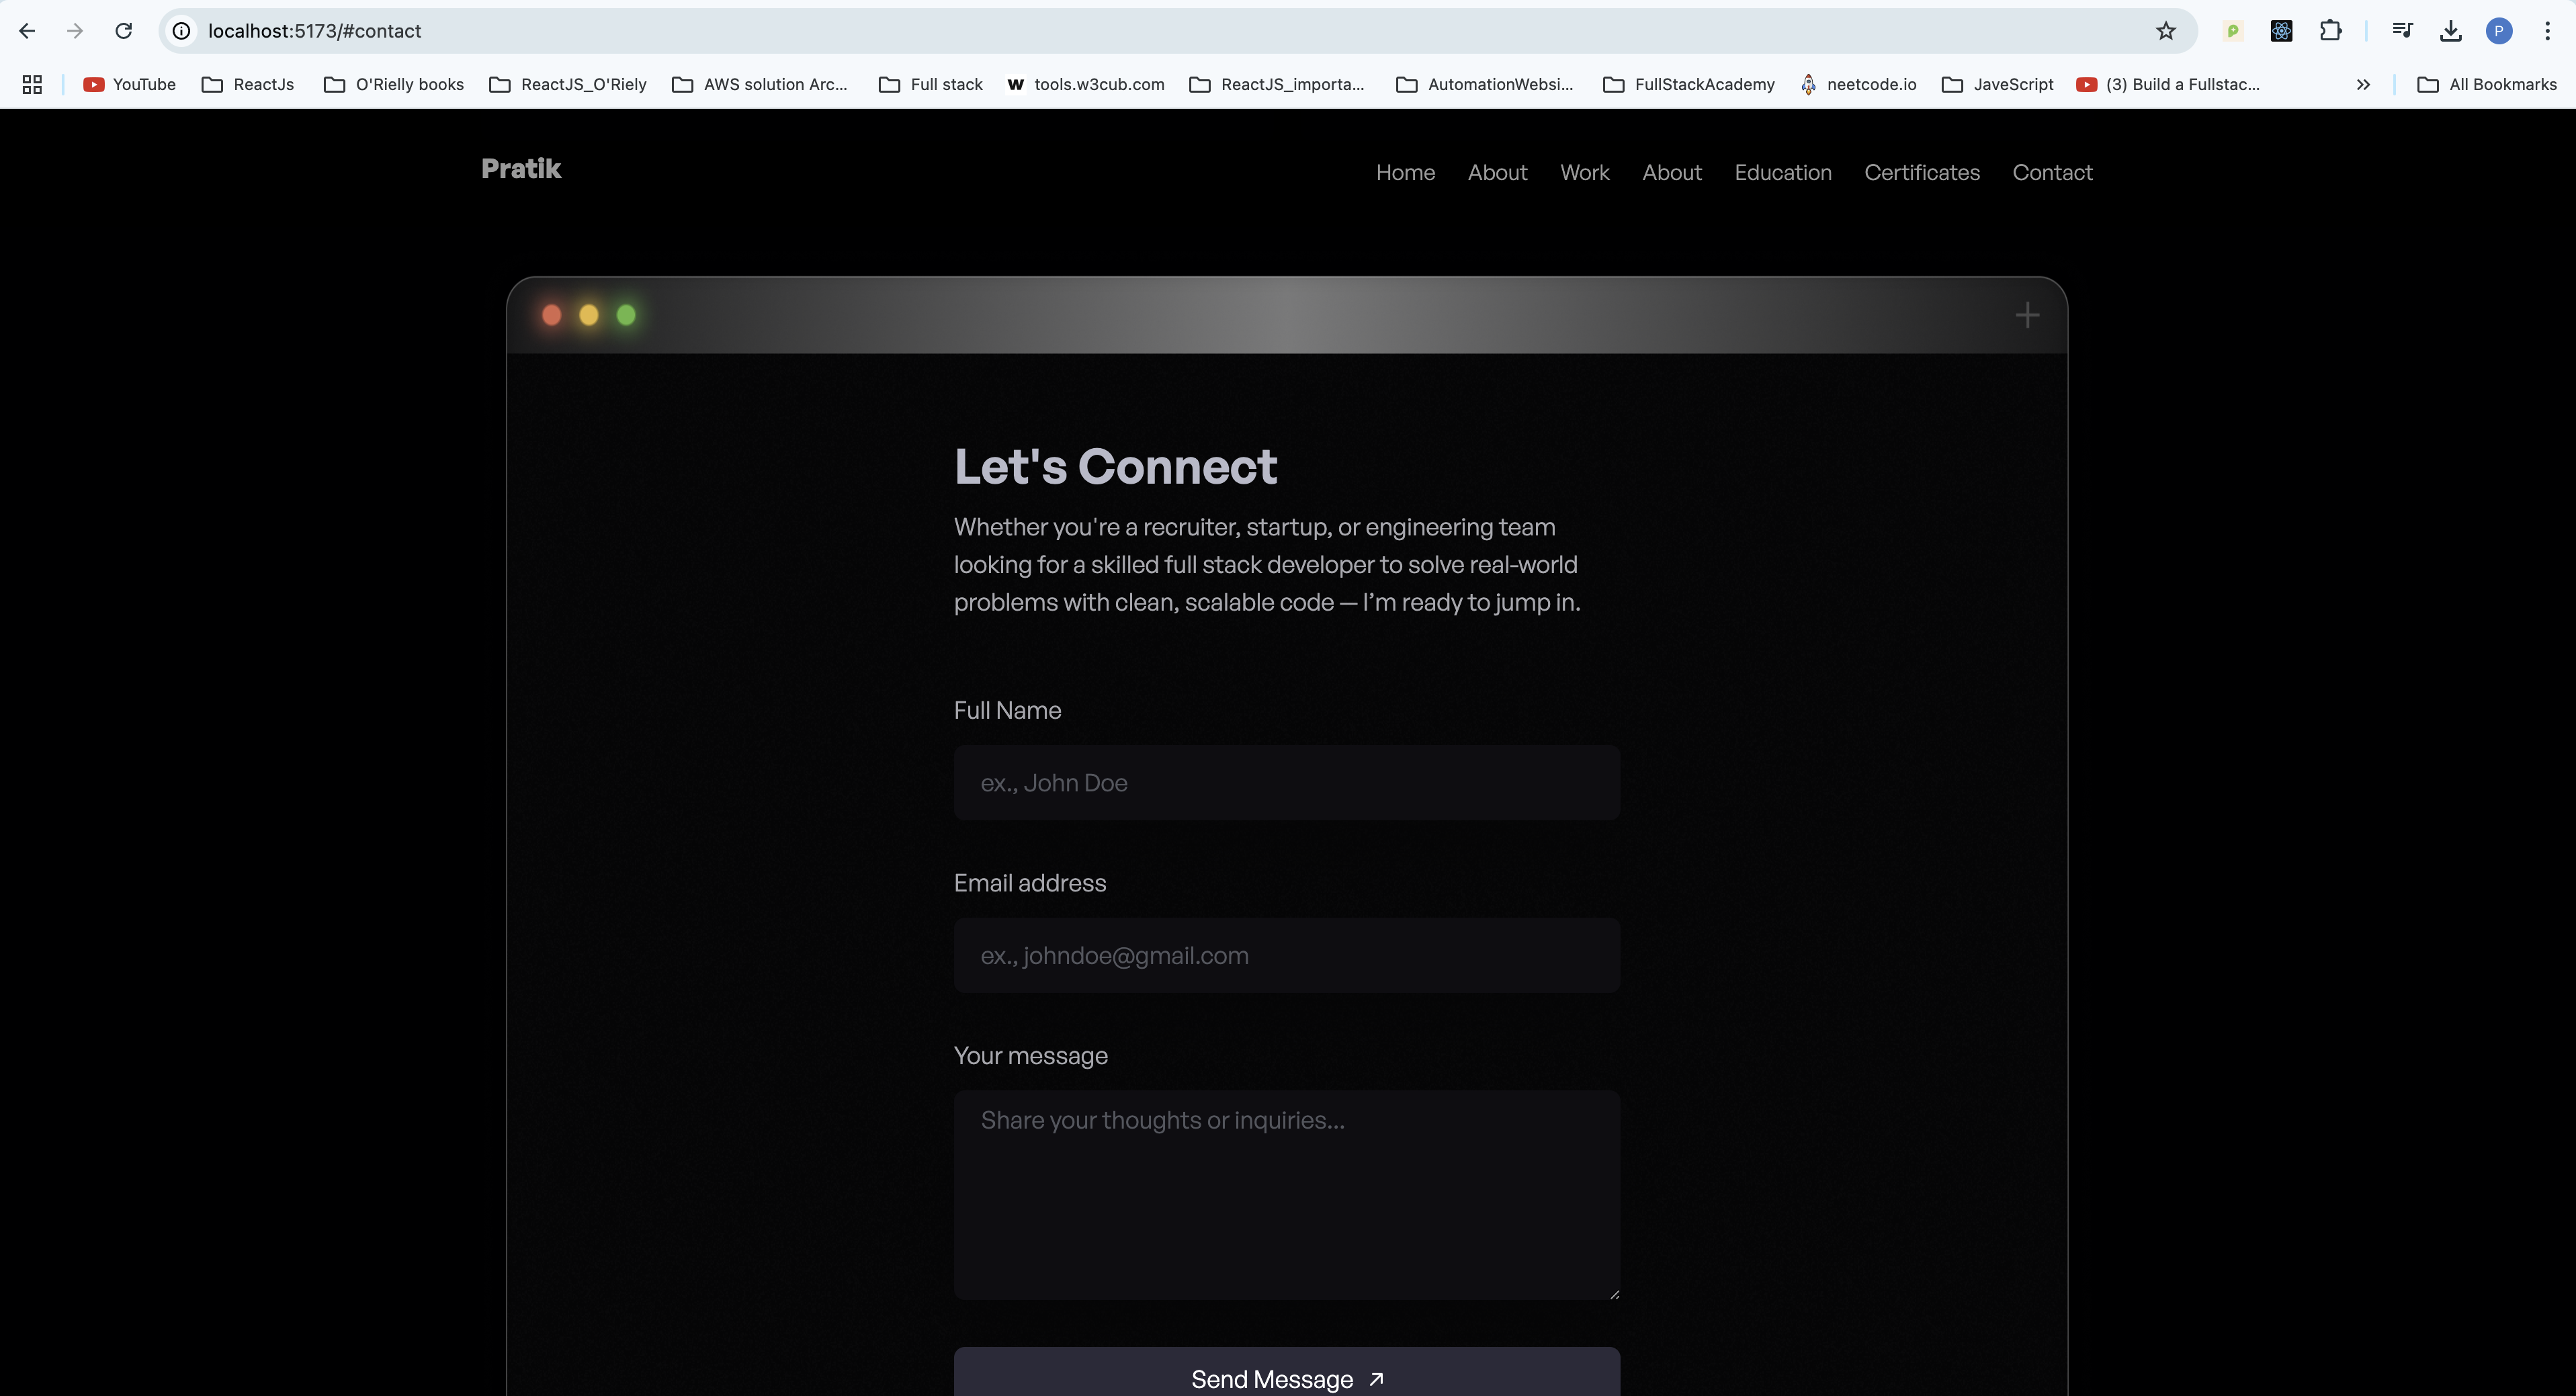 localhost:5173/#contact
P
YouTube ReactJs O'Rielly books ReactJS_O'Riely AWS solution Arc... Full stack W tools.w3cub.com ReactJS_importa... AutomationWebsi... FullStackAcademy neetcode.io JaveScript (3) Build a Fullstac... All Bookmarks
Pratik Home About Work About Education Certificates Contact
Let's Connect
Whether you're a recruiter, startup, or engineering team
looking for a skilled full stack developer to solve real-world
problems with clean, scalable code — I’m ready to jump in.
Full Name
ex., John Doe
Email address
ex., johndoe@gmail.com
Your message
Share your thoughts or inquiries...
Send Message